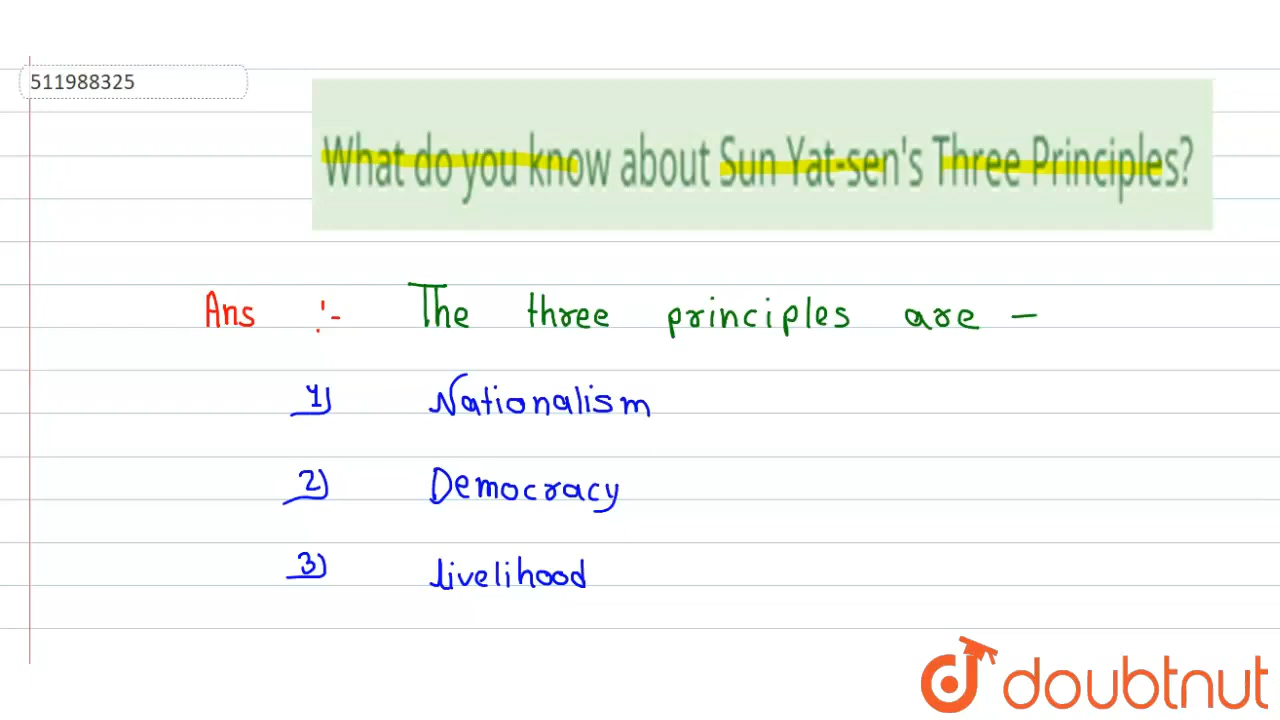 511988325
What do you know about Sun Yat-sen's Three Principles?
Ans :- The three principles are –
1) Nationalism
2) Democracy
3) Livelihood
doubtnut